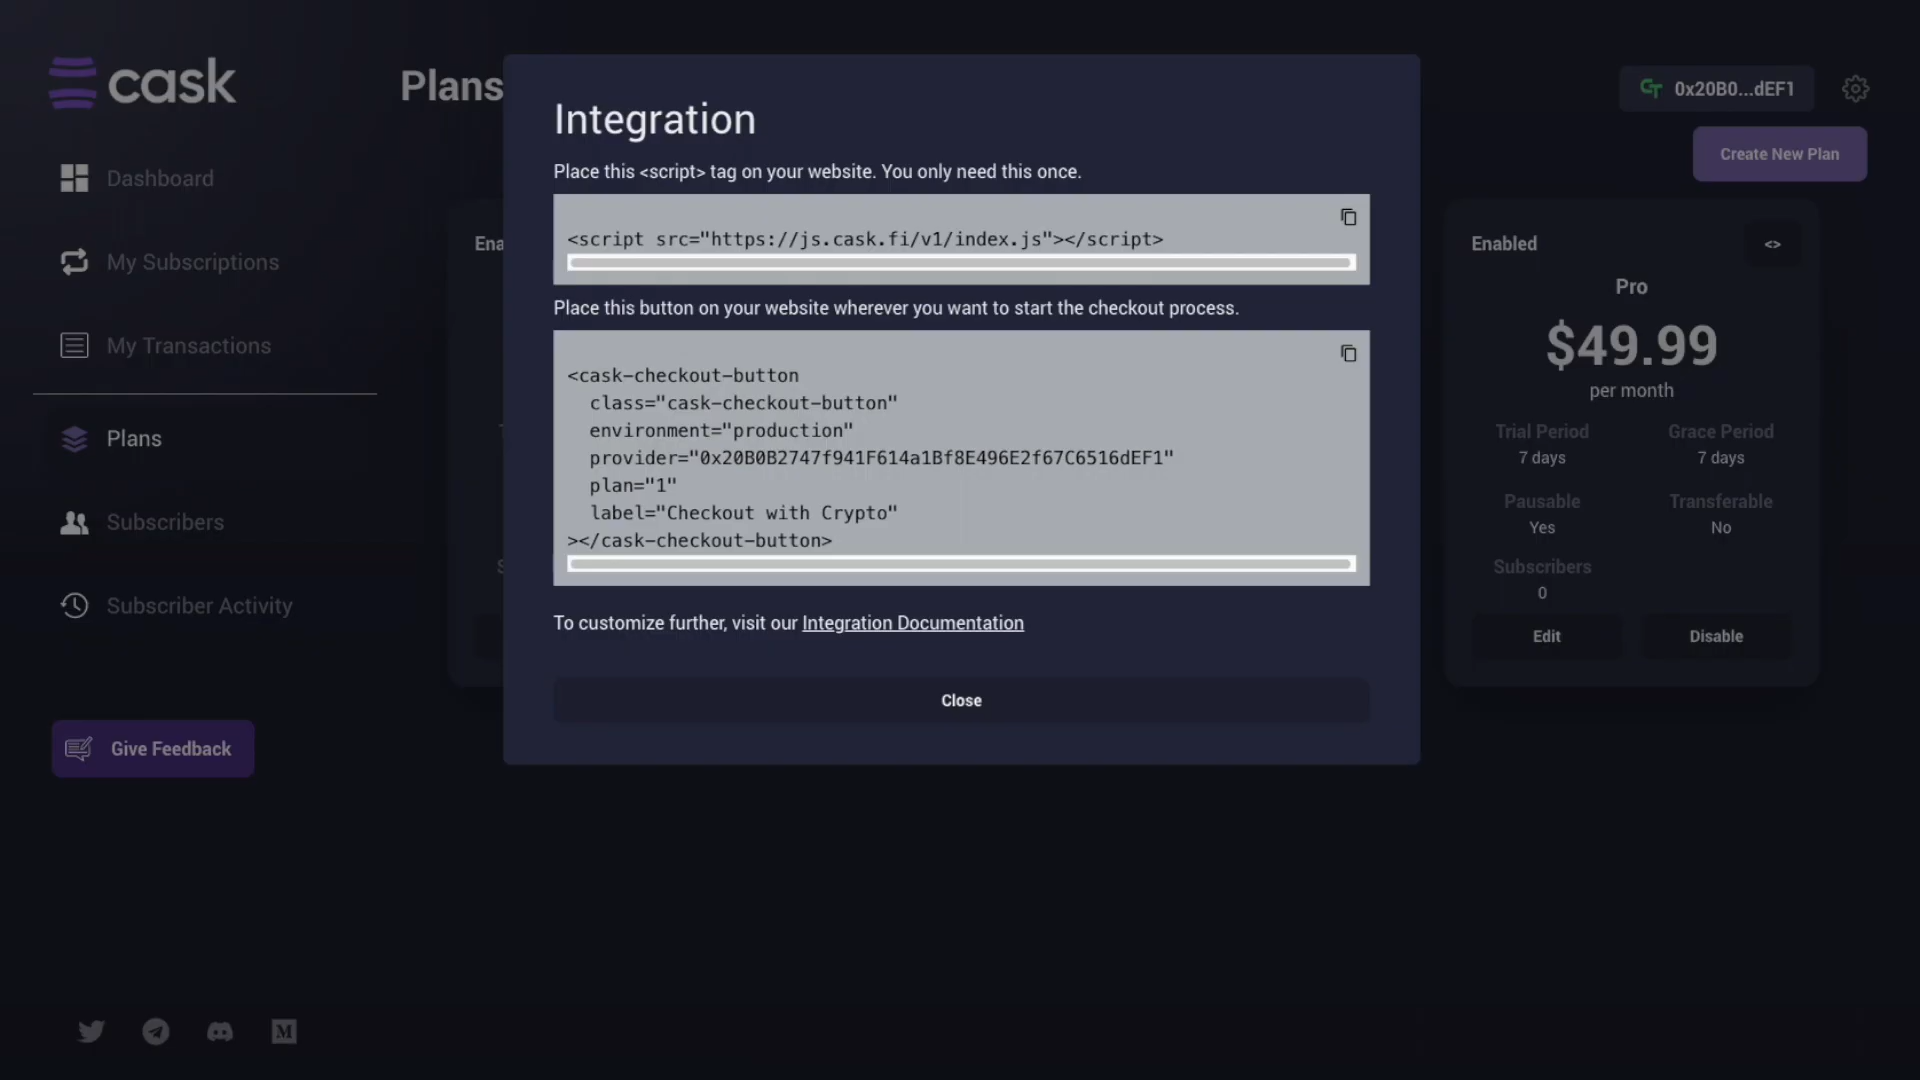 cask
Dashboard
My Subscriptions
My Transactions
Plans
Subscribers
Subscriber Activity
Give Feedback
M
Plans
Integration
Place this <script> tag on your website. You only need this once.
<script src="https://js.cask.fi/v1/index.js"></script>
Place this button on your website wherever you want to start the checkout process.
<cask-checkout-button
class="cask-checkout-button"
environment="production"
provider="0x20B0B2747f941F614a1Bf8E496E2f67C6516dEF1"
plan="1"
label="Checkout with Crypto"
></cask-checkout-button>
To customize further, visit our Integration Documentation
Close
0x20B0...dEF1
Create New Plan
Enabled
<>
Pro
$49.99
per month
Trial Period Grace Period
7 days 7 days
Pausable Transferable
Yes No
Subscribers
0
Edit Disable